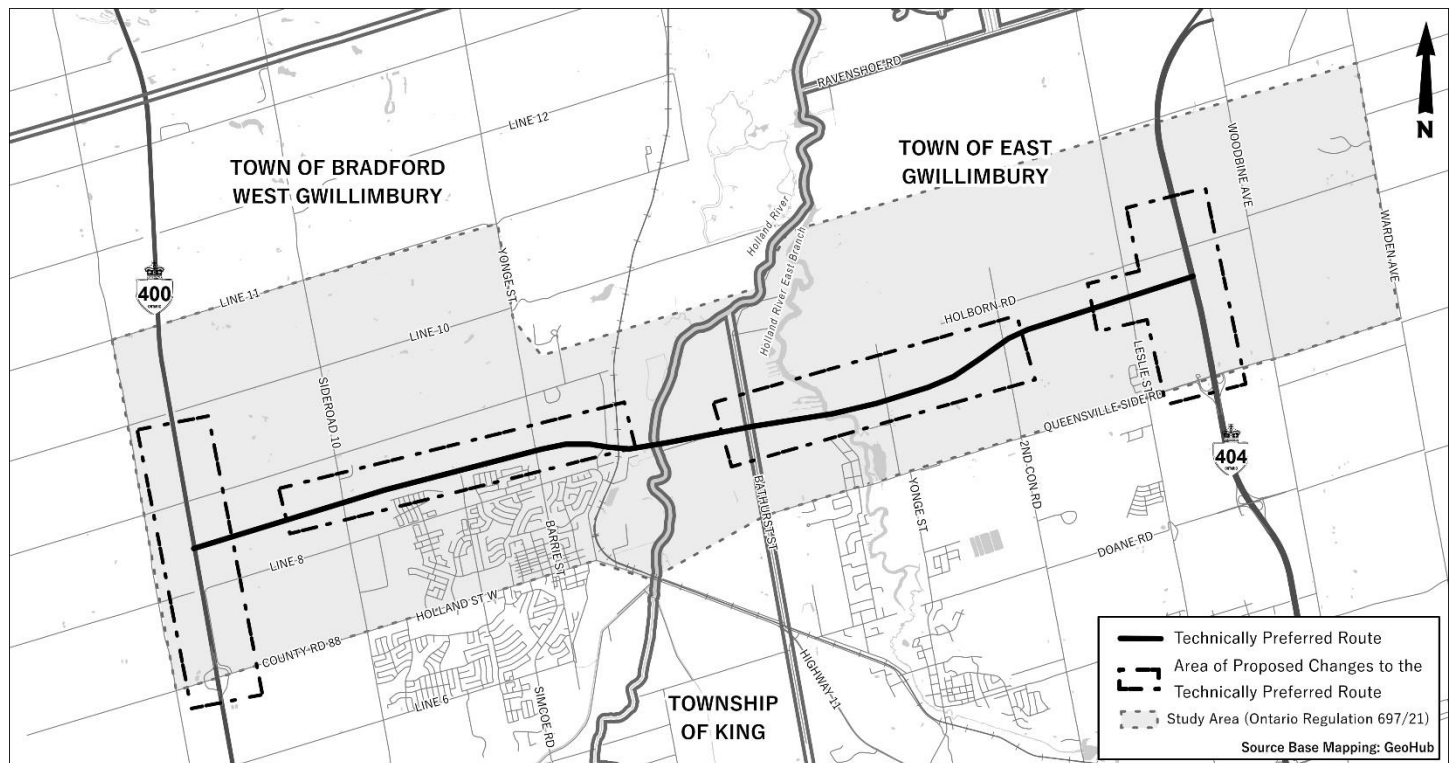 RAVENSHOE RD
N
LINE 12
TOWN OF BRADFORD
WEST GWILLIMBURY
TOWN OF EAST
GWILLIMBURY
WOODBINE AVE
WARDEN AVE
Holland River
Holland River East Branch
YONGE ST
400
LINE 11
LINE 10
HOLBORN RD
SIDEROAD 10
LESLIE ST
QUEENSVILLE SIDE RD
404
2ND CON RD
YONGE ST
BATHURST ST
BARRIE ST
LINE 8
DOANE RD
HOLLAND ST W
COUNTY RD 88
LINE 6
SIMCOE RD
HIGHWAY 11
TOWNSHIP
OF KING
Technically Preferred Route
Area of Proposed Changes to the
Technically Preferred Route
Study Area (Ontario Regulation 697/21)
Source Base Mapping: GeoHub